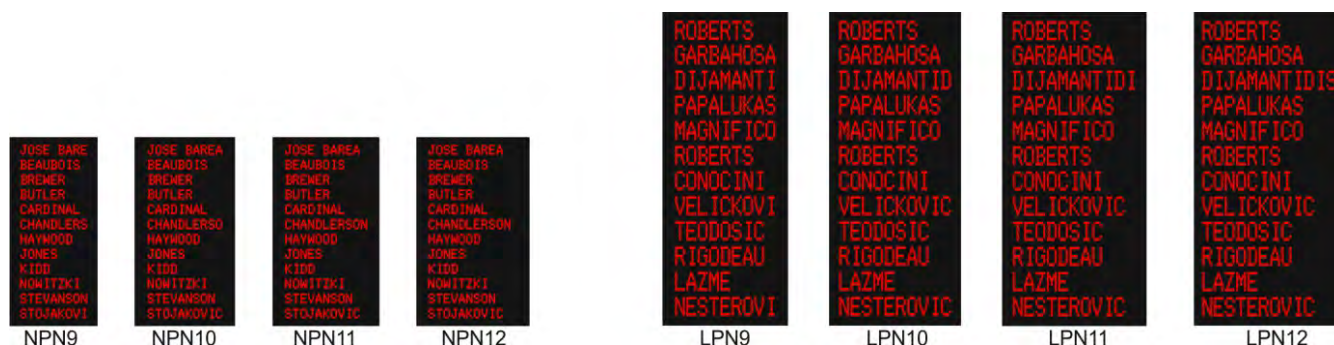 JOSE BARE
BEAUBOIS
BREWER
BUTLER
CARDINAL
CHANDLERS
HAYWOOD
JONES
KIDD
NOWITZKI
STEVANSON
STOJAKOVI
NPN9
JOSE BAREA
BEAUBOIS
BREWER
BUTLER
CARDINAL
CHANDLERSO
HAYWOOD
JONES
KIDD
NOWITZKI
STEVANSON
STOJAKOVIC
NPN10
JOSE BAREA
BEAUBOIS
BREWER
BUTLER
CARDINAL
CHANDLERSON
HAYWOOD
JONES
KIDD
NOWITZKI
STEVANSON
STOJAKOVIC
NPN11
JOSE BAREA
BEAUBOIS
BREWER
BUTLER
CARDINAL
CHANDLERSON
HAYWOOD
JONES
KIDD
NOWITZKI
STEVANSON
STOJAKOVIC
NPN12
ROBERTS
GARBAHOSA
DIJAMANTI
PAPALUKAS
MAGNIFICO
ROBERTS
CONOCINI
VELICKOVI
TEODOSIC
RIGODEAU
LAZME
NESTEROVI
LPN9
ROBERTS
GARBAHOSA
DIJAMANTID
PAPALUKAS
MAGNIFICO
ROBERTS
CONOCINI
VELICKOVIC
TEODOSIC
RIGODEAU
LAZME
NESTEROVIC
LPN10
ROBERTS
GARBAHOSA
DIJAMANTIDI
PAPALUKAS
MAGNIFICO
ROBERTS
CONOCINI
VELICKOVIC
TEODOSIC
RIGODEAU
LAZME
NESTEROVIC
LPN11
ROBERTS
GARBAHOSA
DIJAMANTIDIS
PAPALUKAS
MAGNIFICO
ROBERTS
CONOCINI
VELICKOVIC
TEODOSIC
RIGODEAU
LAZME
NESTEROVIC
LPN12